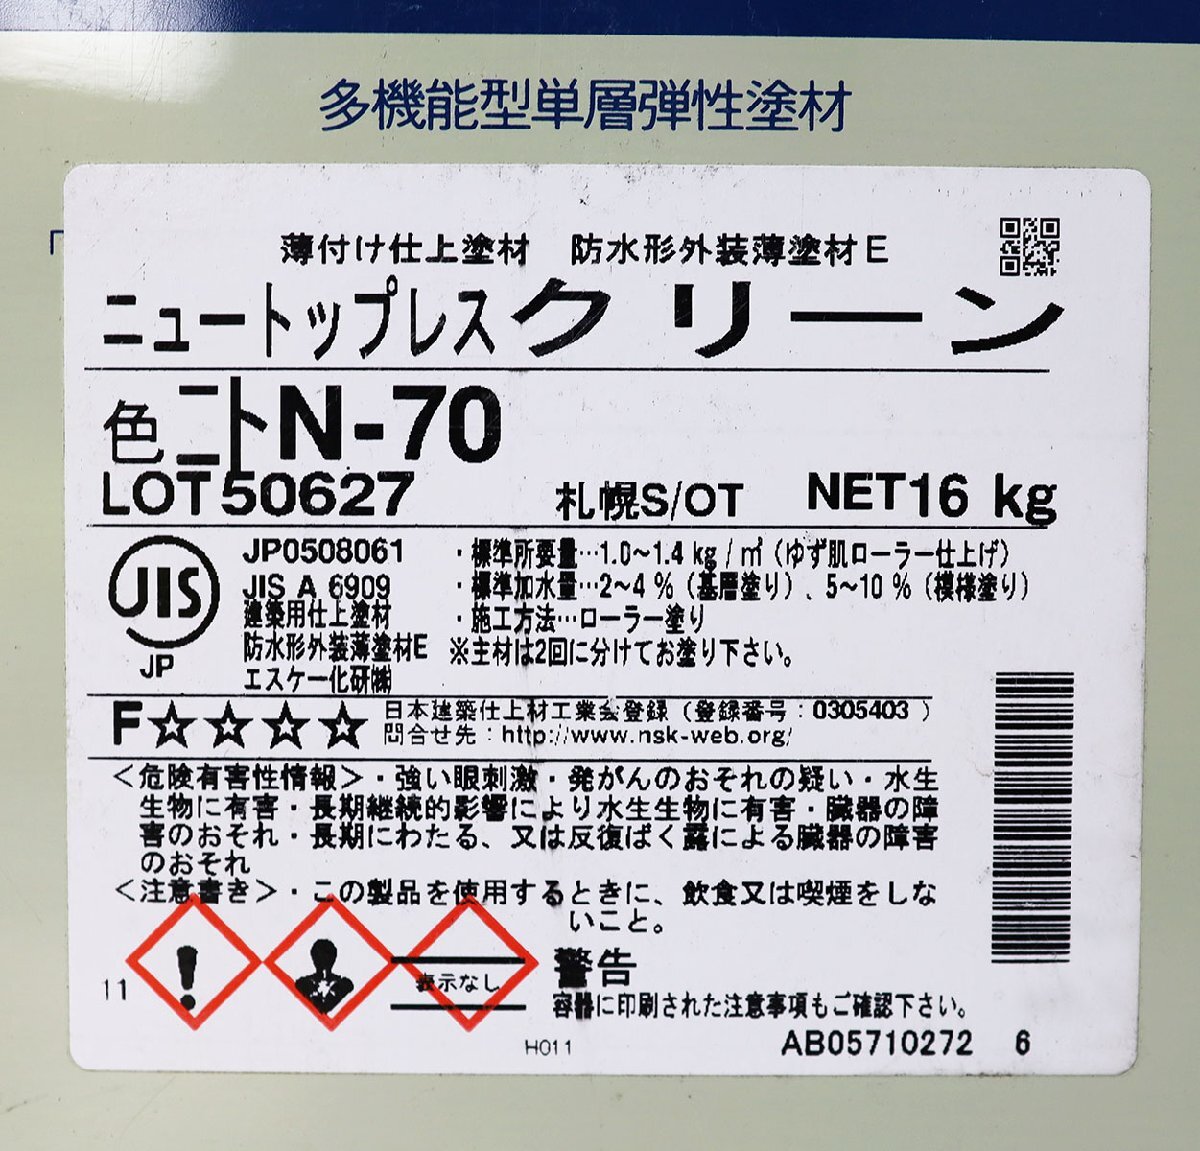 多機能型単層弾性塗材
薄付け仕上塗材 防水形外装薄塗材E
ニュートップレスクリーン
色 ニトN-70
LOT 50627 札幌S/OT NET16 kg
JIS
JP
JP0508061
JIS A 6909
建築用仕上塗材
防水形外装薄塗材E
エスケー化研㈱
・標準所要量…1.0~1.4 kg/㎡(ゆず肌ローラー仕上げ)
・標準加水量…2~4 %(基層塗り)、5~10 %(模様塗り)
・施工方法…ローラー塗り
※主材は2回に分けてお塗り下さい。
F☆☆☆☆
日本建築仕上材工業会登録(登録番号:0305403 )
問合せ先:http://www.nsk-web.org/
<危険有害性情報>・強い眼刺激・発がんのおそれの疑い・水生
生物に有害・長期継続的影響により水生生物に有害・臓器の障
害のおそれ・長期にわたる、又は反復ばく露による臓器の障害
のおそれ
<注意書き>・この製品を使用するときに、飲食又は喫煙をしな
いこと。
表示なし
警告
容器に印刷された注意事項もご確認下さい。
11
H011
AB05710272 6